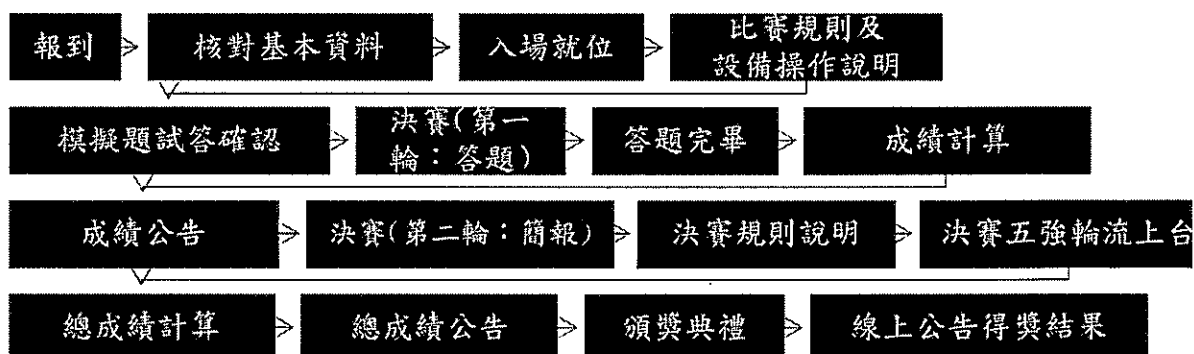 報到
核對基本資料
入場就位
比賽規則及
設備操作說明
模擬題試答確認
決賽(第一
輪：答題)
答題完畢
成績計算
成績公告
決賽(第二輪：簡報)
決賽規則說明
決賽五強輪流上台
總成績計算
總成績公告
頒獎典禮
線上公告得獎結果